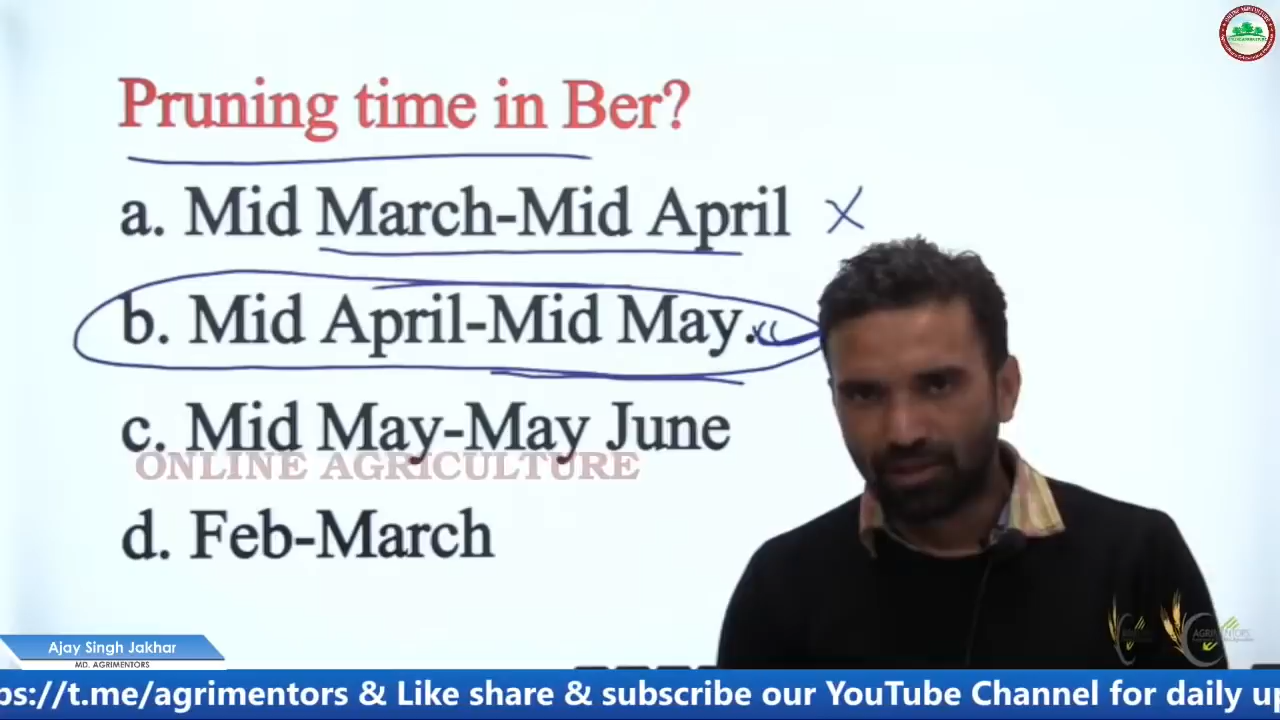 Pruning time in Ber?
a. Mid March-Mid April
b. Mid April-Mid May.
c. Mid May-May June
ONLINE AGRICULTURE
d. Feb-March
AGRIMENTORS
Ajay Singh Jakhar
MD. AGRIMENTORS
ps://t.me/agrimentors & Like share & subscribe our YouTube Channel for daily up